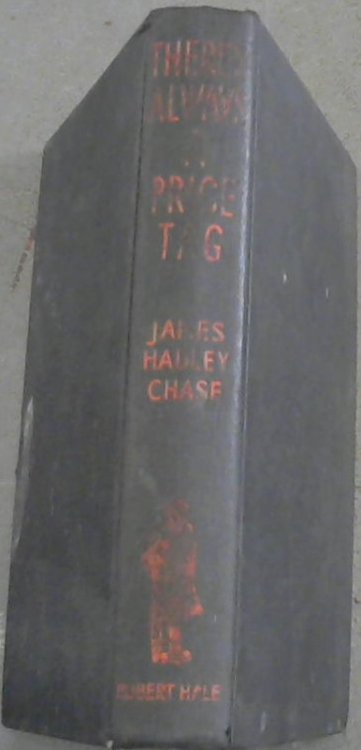 THERE'S
ALWAYS
A
PRICE
TAG
JAMES
HADLEY
CHASE
ROBERT HALE